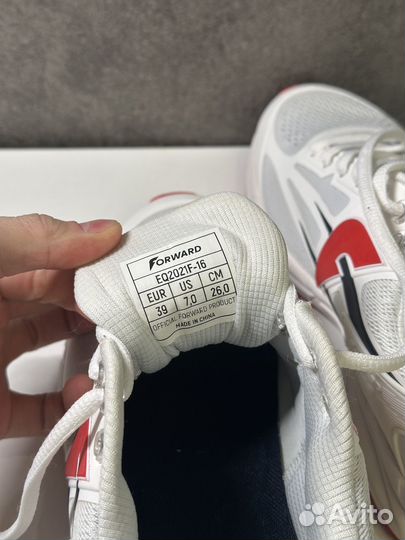 FORWARD
EQ2021F-16
EUR US CM
39 7,0 26,0
OFFICIAL FORWARD PRODUCT
MADE IN CHINA
Avito